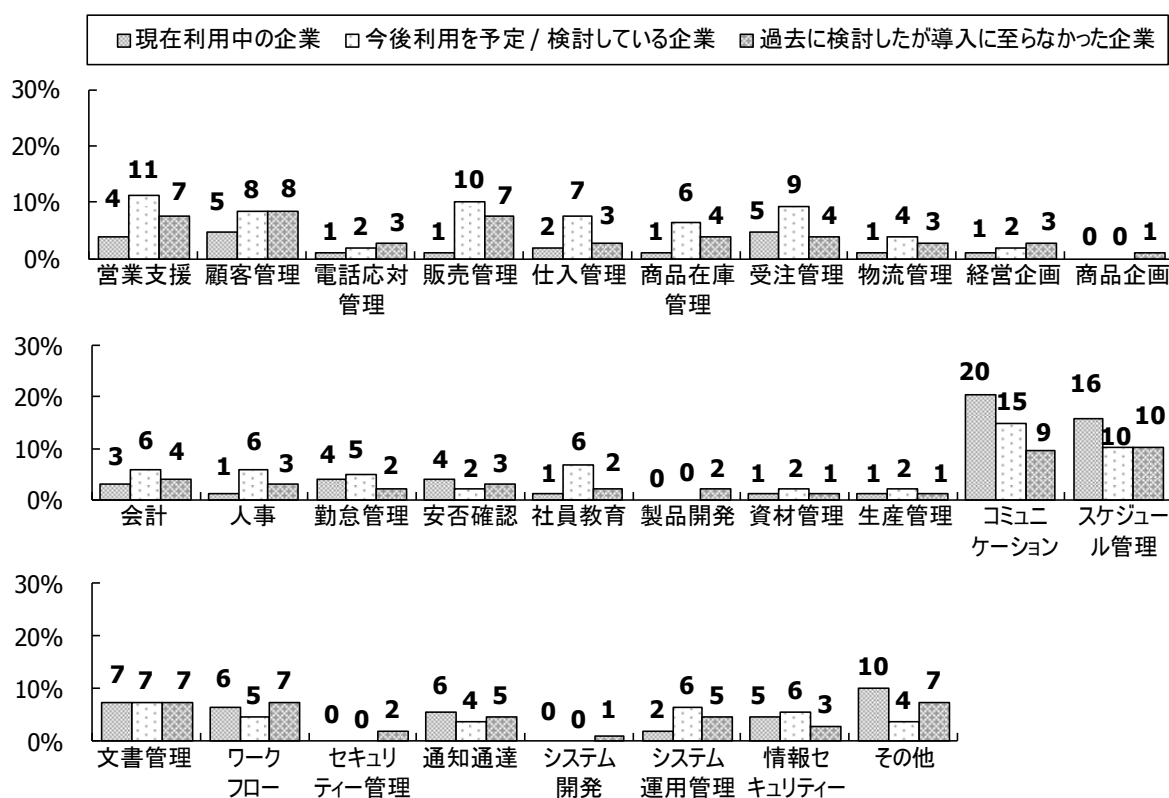 現在利用中の企業 今後利用を予定 / 検討している企業 過去に検討したが導入に至らなかった企業
30%
20%
10%
0%
4 11 7 5 8 8 1 2 3 1 10 7 2 7 3 1 6 4 5 9 4 1 4 3 1 2 3 0 0 1
営業支援 顧客管理 電話応対 販売管理 仕入管理 商品在庫 受注管理 物流管理 経営企画 商品企画
管理 管理
30%
20%
10%
0%
3 6 4 1 6 3 4 5 2 4 2 3 1 6 2 0 0 2 1 2 1 1 2 1 20 15 9 16 10 10
会計 人事 勤怠管理 安否確認 社員教育 製品開発 資材管理 生産管理 コミュニ スケジュー
ケーション ル管理
30%
20%
10%
0%
7 7 7 6 5 7 0 0 2 6 4 5 0 0 1 2 6 5 5 6 3 10 4 7
文書管理 ワーク セキュリ 通知通達 システム システム 情報セ その他
フロー ティー管理 開発 運用管理 キュリティー